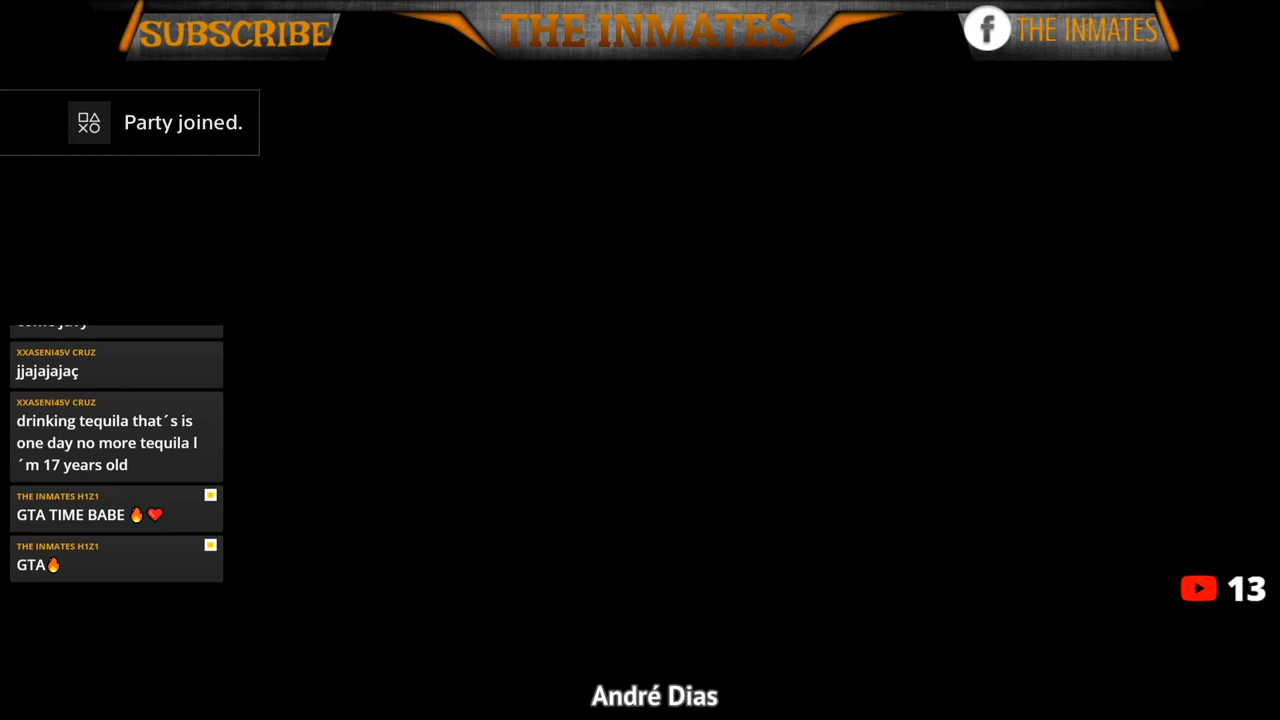 SUBSCRIBE
THE INMATES
THE INMATES
Party joined.
XXASENI45V CRUZ
jjajajajaç
XXASENI45V CRUZ
drinking tequila that´s is
one day no more tequila I
´m 17 years old
THE INMATES H1Z1
GTA TIME BABE 🔥❤️
THE INMATES H1Z1
GTA🔥
13
André Dias